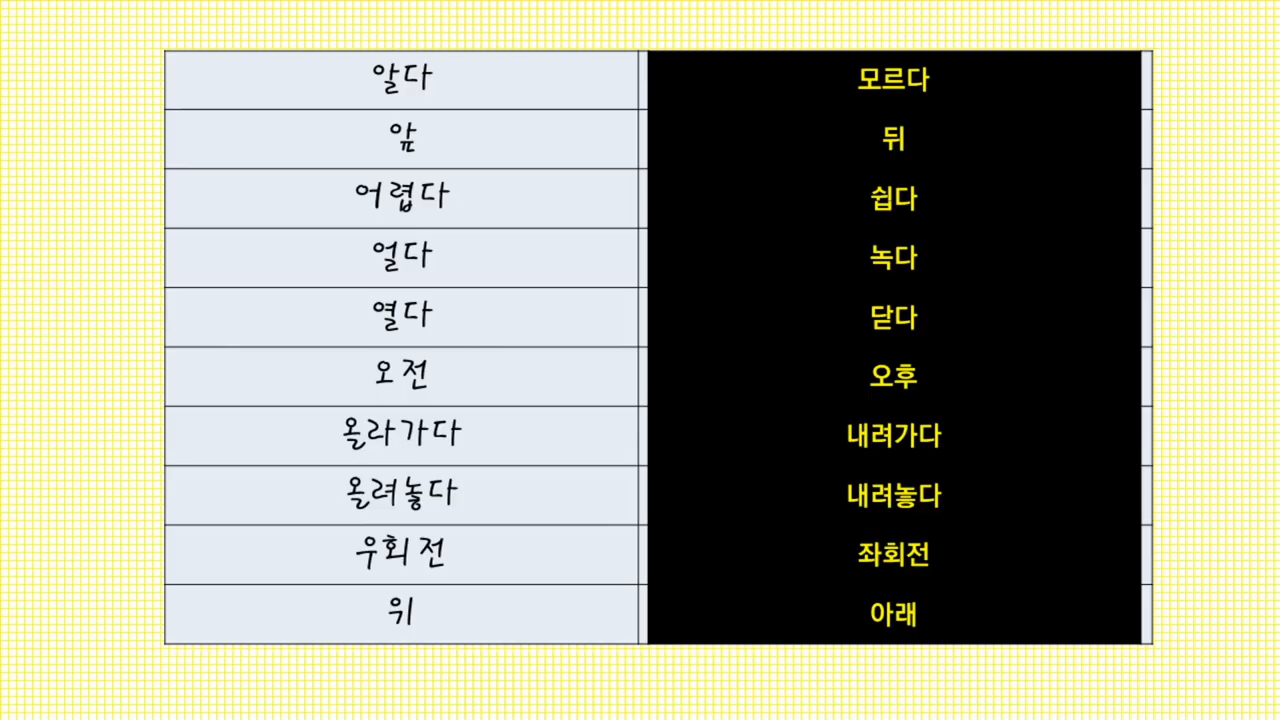 알다 모르다
앞 뒤
어렵다 쉽다
얼다 녹다
열다 닫다
오전 오후
올라가다 내려가다
올려놓다 내려놓다
우회전 좌회전
위 아래